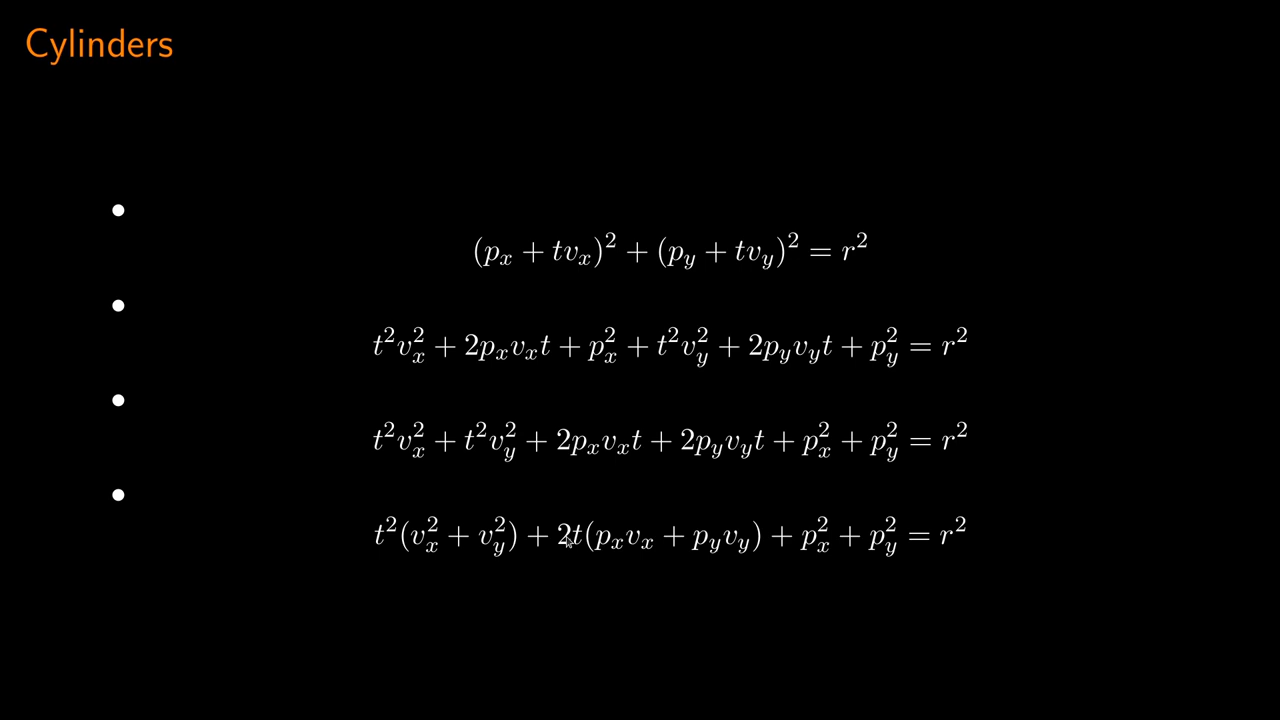 Cylinders
• $(p_x + tv_x)^2 + (p_y + tv_y)^2 = r^2$
• $t^2v_x^2 + 2p_xv_xt + p_x^2 + t^2v_y^2 + 2p_yv_yt + p_y^2 = r^2$
• $t^2v_x^2 + t^2v_y^2 + 2p_xv_xt + 2p_yv_yt + p_x^2 + p_y^2 = r^2$
• $t^2(v_x^2 + v_y^2) + 2t(p_xv_x + p_yv_y) + p_x^2 + p_y^2 = r^2$